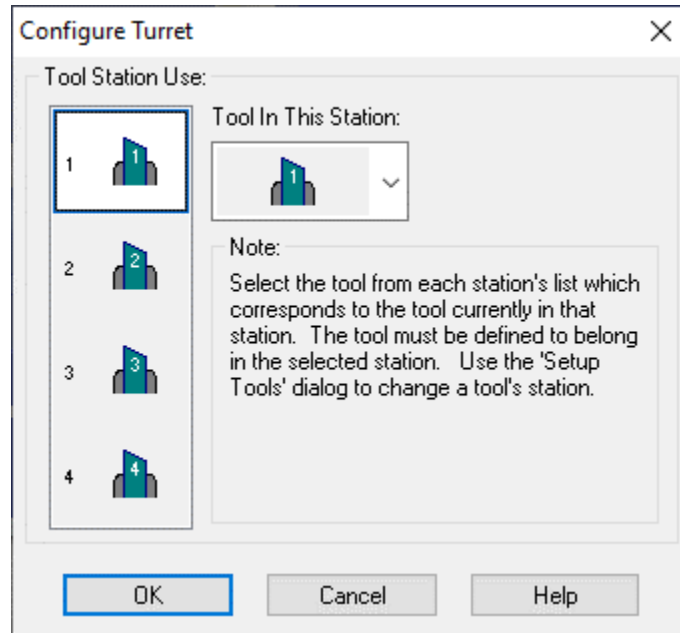 Configure Turret
Tool Station Use:
1 1
2 2
3 3
4 4
Tool In This Station:
1
Note:
Select the tool from each station's list which
corresponds to the tool currently in that
station. The tool must be defined to belong
in the selected station. Use the 'Setup
Tools' dialog to change a tool's station.
OK Cancel Help